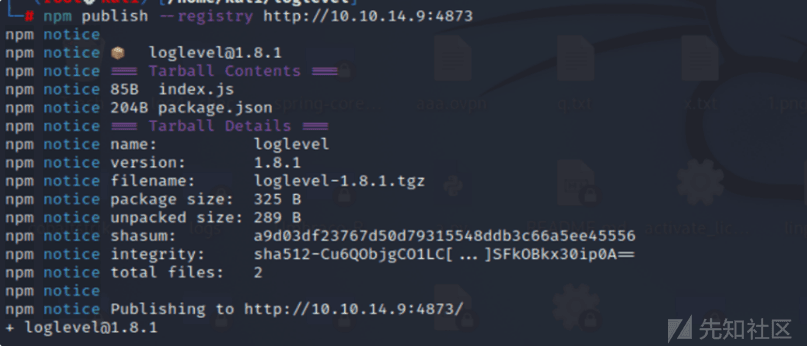 (root💀kali)-[/home/kali/loglevel]
└─# npm publish --registry http://10.10.14.9:4873
npm notice
npm notice 📦  loglevel@1.8.1
npm notice === Tarball Contents ===
npm notice 85B  index.js
npm notice 204B package.json
npm notice === Tarball Details ===
npm notice name:          loglevel
npm notice version:       1.8.1
npm notice filename:      loglevel-1.8.1.tgz
npm notice package size:  325 B
npm notice unpacked size: 289 B
npm notice shasum:        a9d03df23767d50d79315548ddb3c66a5ee45556
npm notice integrity:     sha512-Cu6QObjgCO1LC[...]SFkOBkx30ip0A==
npm notice total files:   2
npm notice
npm notice Publishing to http://10.10.14.9:4873/
+ loglevel@1.8.1
先知社区